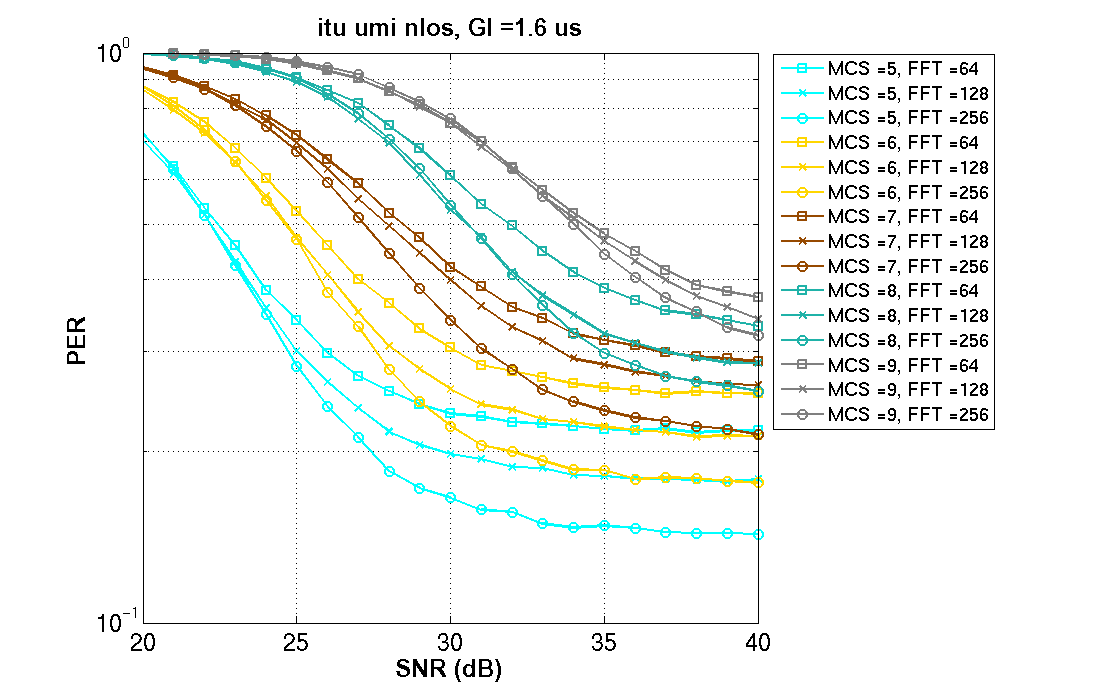 itu umi nlos, GI =1.6 us
10^0
10^-1
PER
20
25
30
35
40
SNR (dB)
MCS =5, FFT =64
MCS =5, FFT =128
MCS =5, FFT =256
MCS =6, FFT =64
MCS =6, FFT =128
MCS =6, FFT =256
MCS =7, FFT =64
MCS =7, FFT =128
MCS =7, FFT =256
MCS =8, FFT =64
MCS =8, FFT =128
MCS =8, FFT =256
MCS =9, FFT =64
MCS =9, FFT =128
MCS =9, FFT =256